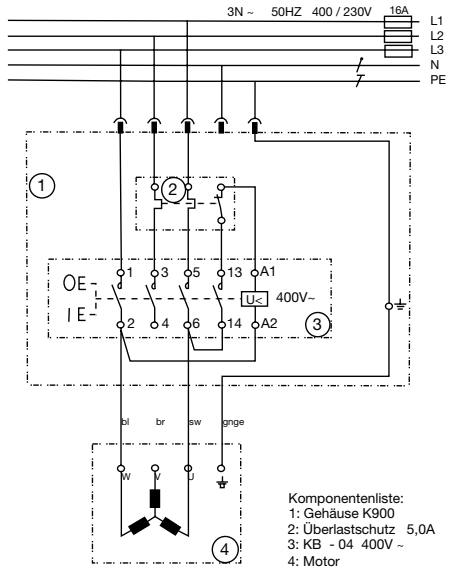 3N ~ 50HZ 400 / 230V 16A
L1
L2
L3
N
PE
1
2
1 3 5 13 A1
0E
IE
U< 400V~
2 4 6 14 A2
3
bl br sw gnge
W V U
4
Komponentenliste:
1: Gehäuse K900
2: Überlastschutz 5,0A
3: KB - 04 400V ~
4: Motor